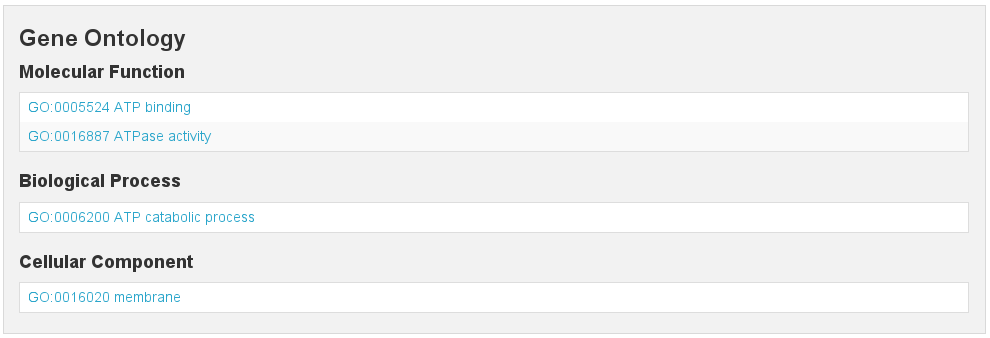 Gene Ontology
Molecular Function
GO:0005524 ATP binding
GO:0016887 ATPase activity
Biological Process
GO:0006200 ATP catabolic process
Cellular Component
GO:0016020 membrane